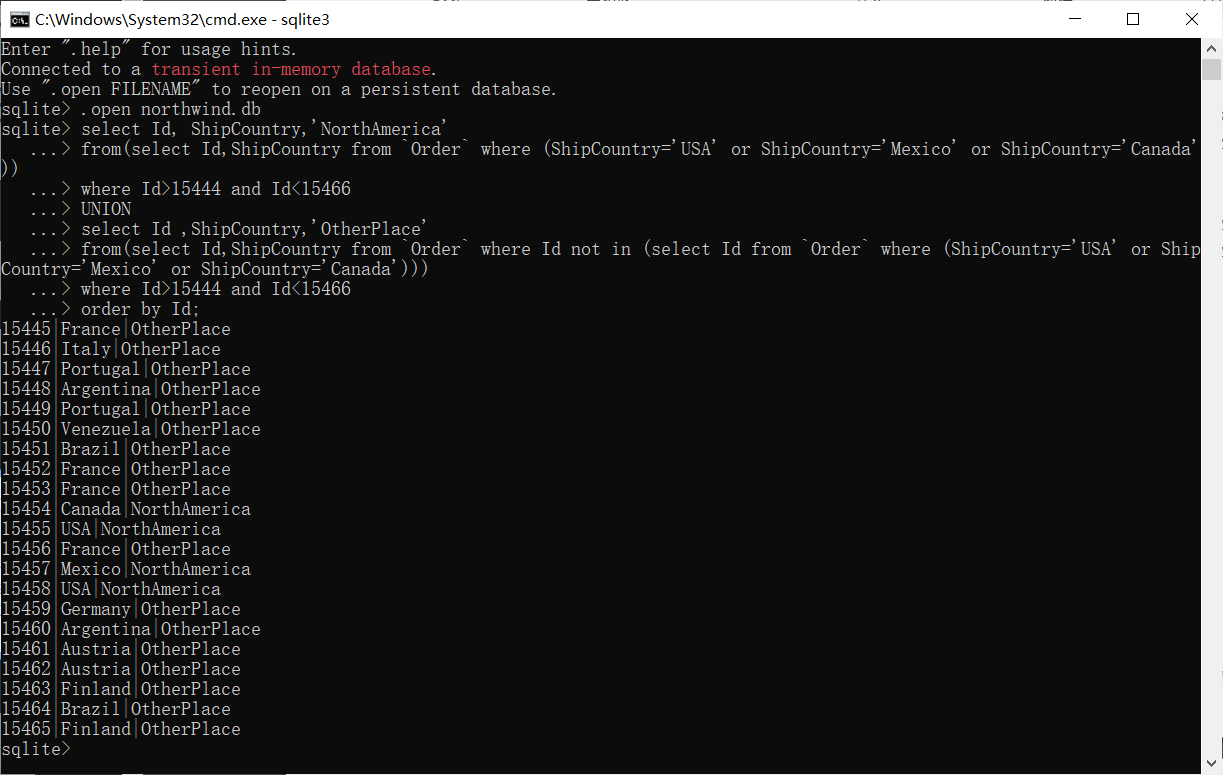 C:\Windows\System32\cmd.exe - sqlite3
Enter ".help" for usage hints.
Connected to a transient in-memory database.
Use ".open FILENAME" to reopen on a persistent database.
sqlite> .open northwind.db
sqlite> select Id, ShipCountry,'NorthAmerica'
   ...> from(select Id,ShipCountry from `Order` where (ShipCountry='USA' or ShipCountry='Mexico' or ShipCountry='Canada'
))
   ...> where Id>15444 and Id<15466
   ...> UNION
   ...> select Id ,ShipCountry,'OtherPlace'
   ...> from(select Id,ShipCountry from `Order` where Id not in (select Id from `Order` where (ShipCountry='USA' or Ship
Country='Mexico' or ShipCountry='Canada')))
   ...> where Id>15444 and Id<15466
   ...> order by Id;
15445|France|OtherPlace
15446|Italy|OtherPlace
15447|Portugal|OtherPlace
15448|Argentina|OtherPlace
15449|Portugal|OtherPlace
15450|Venezuela|OtherPlace
15451|Brazil|OtherPlace
15452|France|OtherPlace
15453|France|OtherPlace
15454|Canada|NorthAmerica
15455|USA|NorthAmerica
15456|France|OtherPlace
15457|Mexico|NorthAmerica
15458|USA|NorthAmerica
15459|Germany|OtherPlace
15460|Argentina|OtherPlace
15461|Austria|OtherPlace
15462|Austria|OtherPlace
15463|Finland|OtherPlace
15464|Brazil|OtherPlace
15465|Finland|OtherPlace
sqlite>